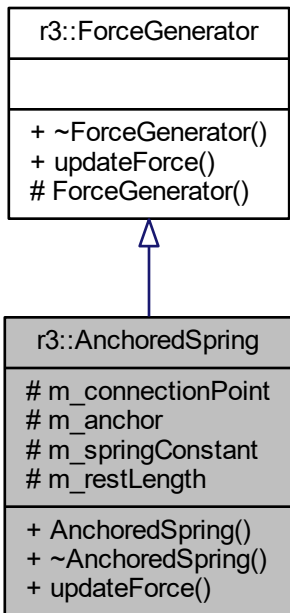 r3::ForceGenerator
+ ~ForceGenerator()
+ updateForce()
# ForceGenerator()
r3::AnchoredSpring
# m_connectionPoint
# m_anchor
# m_springConstant
# m_restLength
+ AnchoredSpring()
+ ~AnchoredSpring()
+ updateForce()